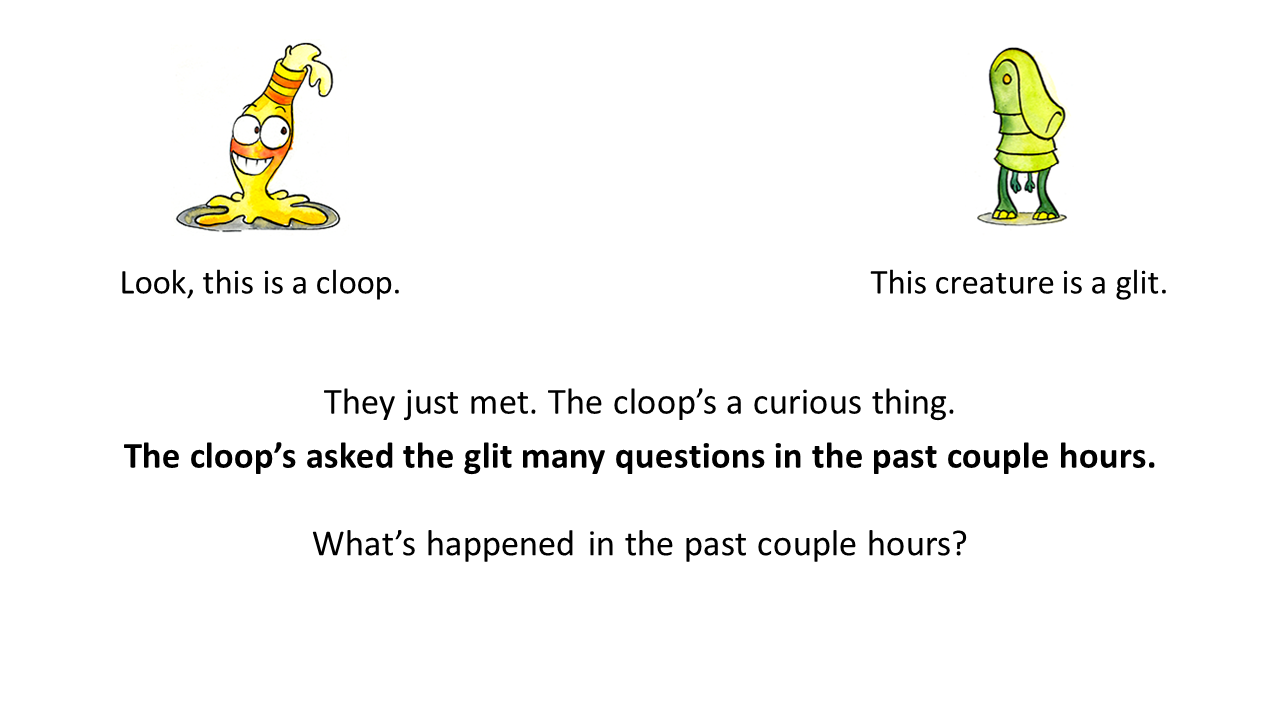 Look, this is a cloop.
This creature is a glit.
They just met. The cloop’s a curious thing.
The cloop’s asked the glit many questions in the past couple hours.
What’s happened in the past couple hours?